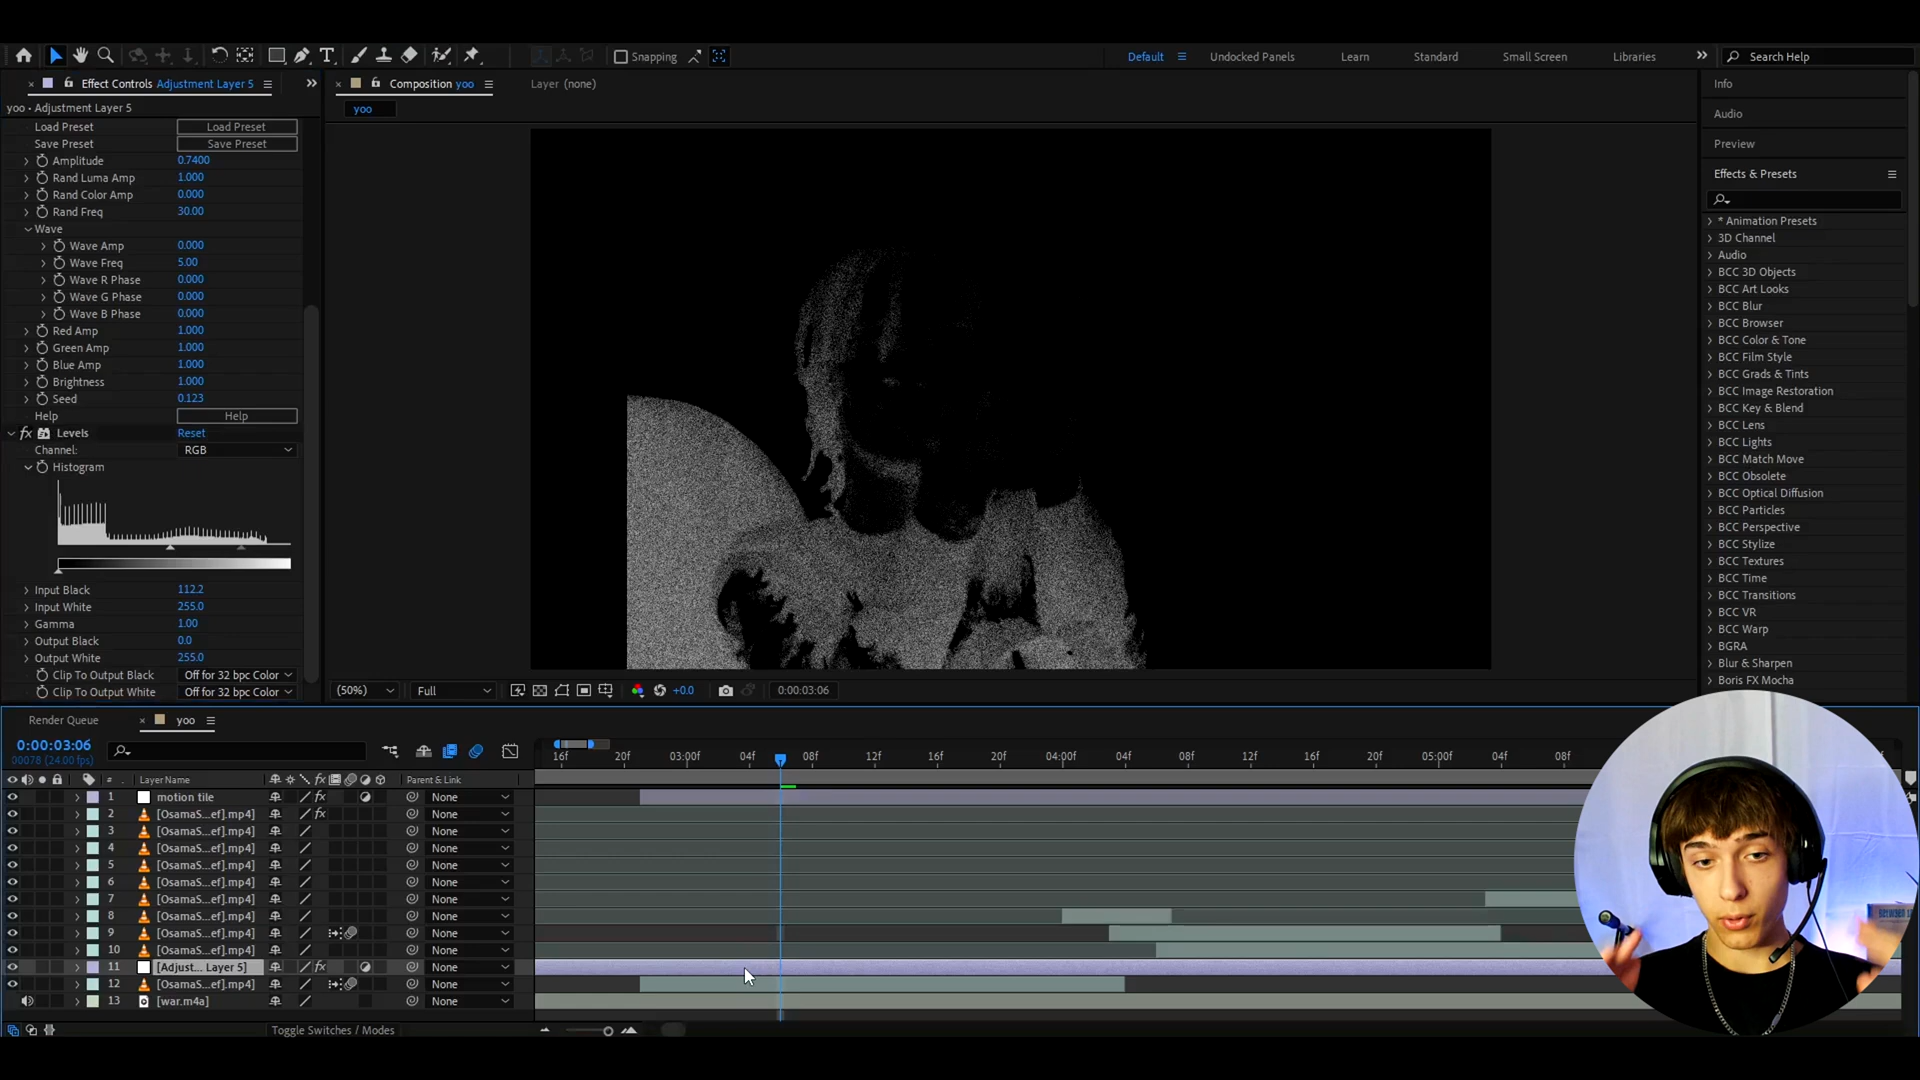 Snapping
Default
Undocked Panels
Learn
Standard
Small Screen
Libraries
Search Help
Effect Controls Adjustment Layer 5
yoo • Adjustment Layer 5
Load Preset Load Preset
Save Preset Save Preset
Amplitude 0.7400
Rand Luma Amp 1.000
Rand Color Amp 0.000
Rand Freq 30.00
Wave
Wave Amp 0.000
Wave Freq 5.00
Wave R Phase 0.000
Wave G Phase 0.000
Wave B Phase 0.000
Red Amp 1.000
Green Amp 1.000
Blue Amp 1.000
Brightness 1.000
Seed 0.123
Help Help
fx Levels Reset
Channel: RGB
Histogram
Input Black 112.2
Input White 255.0
Gamma 1.00
Output Black 0.0
Output White 255.0
Clip To Output Black Off for 32 bpc Color
Clip To Output White Off for 32 bpc Color
Composition yoo
Layer (none)
yoo
(50%) Full +0.0 0:00:03:06
Info
Audio
Preview
Effects & Presets
* Animation Presets
3D Channel
Audio
BCC 3D Objects
BCC Art Looks
BCC Blur
BCC Browser
BCC Color & Tone
BCC Film Style
BCC Grads & Tints
BCC Image Restoration
BCC Key & Blend
BCC Lens
BCC Lights
BCC Match Move
BCC Obsolete
BCC Optical Diffusion
BCC Particles
BCC Perspective
BCC Stylize
BCC Textures
BCC Time
BCC Transitions
BCC VR
BCC Warp
BGRA
Blur & Sharpen
Boris FX Mocha
Render Queue
yoo
0:00:03:06
00078 (24.00 fps)
16f 20f 03:00f 04f 08f 12f 16f 20f 04:00f 04f 08f 12f 16f 20f 05:00f 04f 08f
# Layer Name fx Parent & Link
1 motion tile fx None
2 [OsamaS...ef].mp4] fx None
3 [OsamaS...ef].mp4] None
4 [OsamaS...ef].mp4] None
5 [OsamaS...ef].mp4] None
6 [OsamaS...ef].mp4] None
7 [OsamaS...ef].mp4] None
8 [OsamaS...ef].mp4] None
9 [OsamaS...ef].mp4] None
10 [OsamaS...ef].mp4] None
11 [Adjust... Layer 5] fx None
12 [OsamaS...ef].mp4] None
13 [war.m4a] None
Toggle Switches / Modes